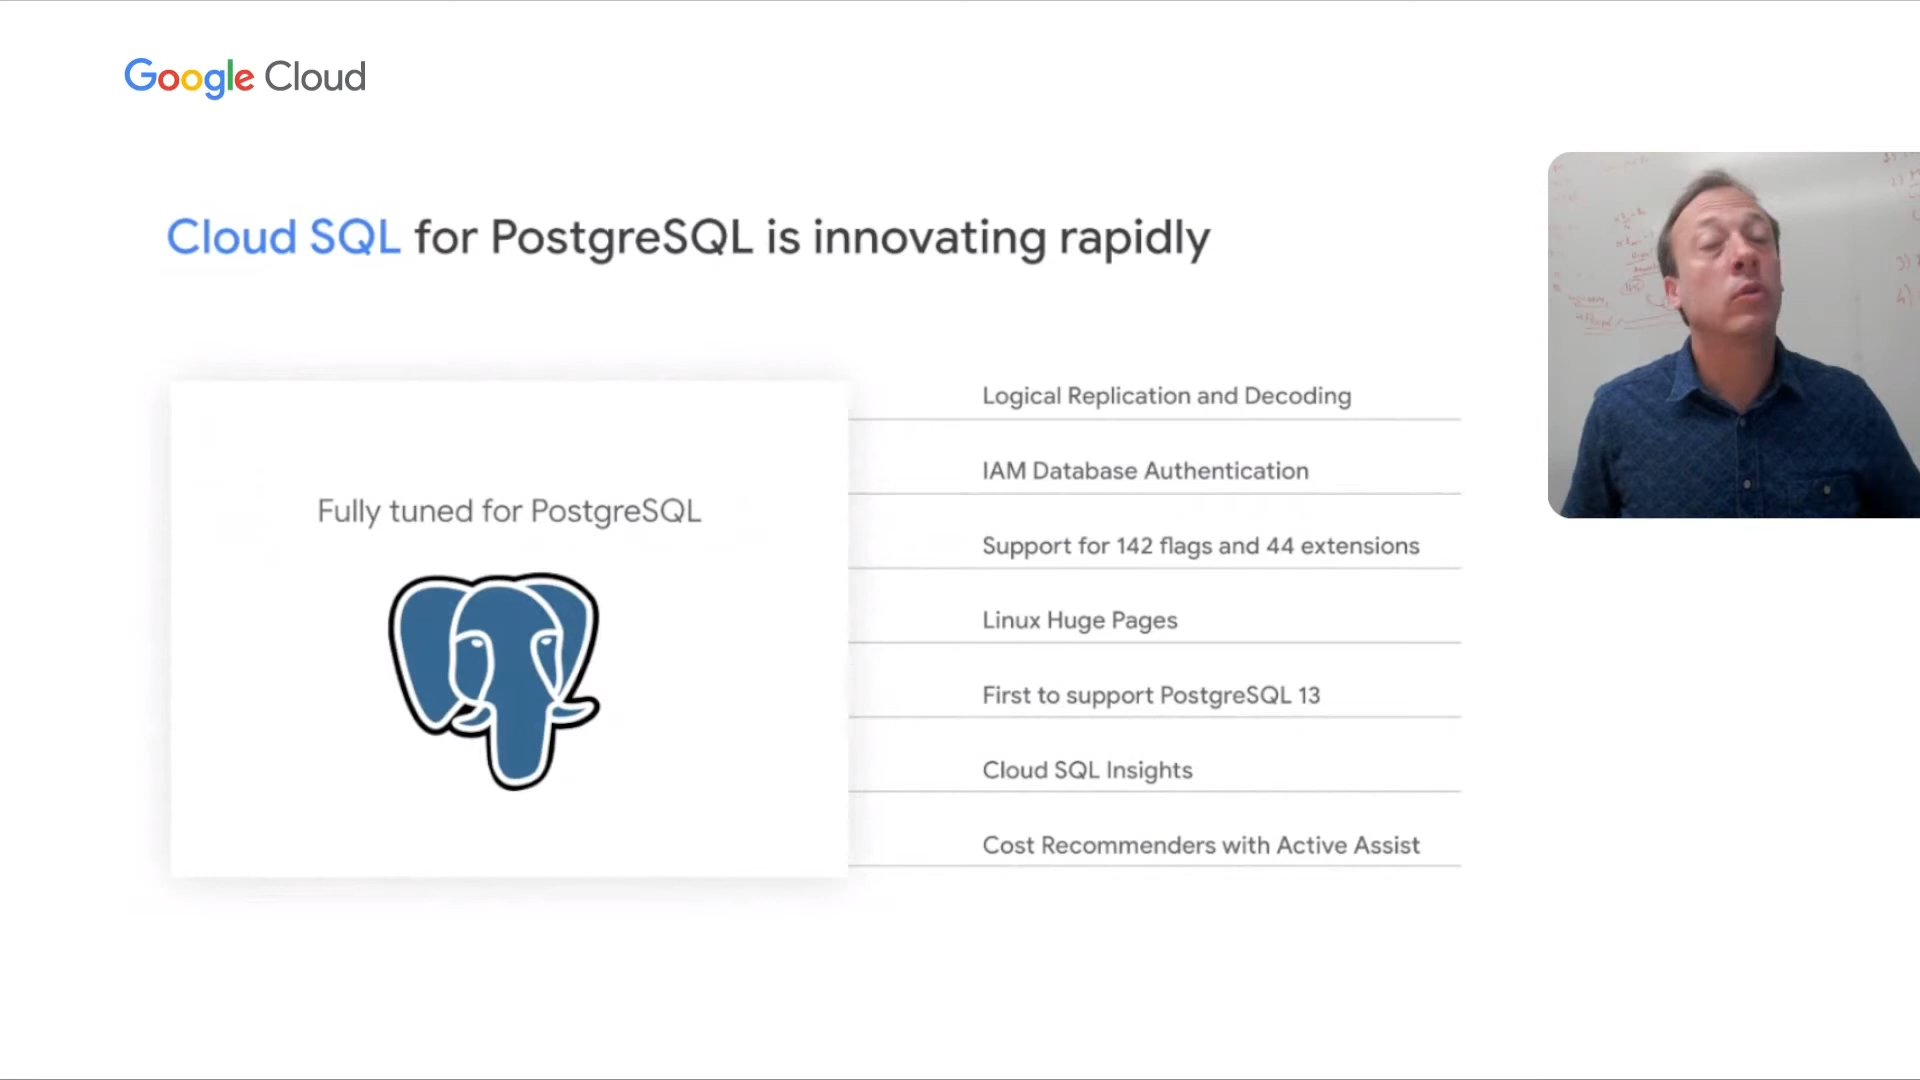 Google Cloud
Cloud SQL for PostgreSQL is innovating rapidly
Fully tuned for PostgreSQL
Logical Replication and Decoding
IAM Database Authentication
Support for 142 flags and 44 extensions
Linux Huge Pages
First to support PostgreSQL 13
Cloud SQL Insights
Cost Recommenders with Active Assist